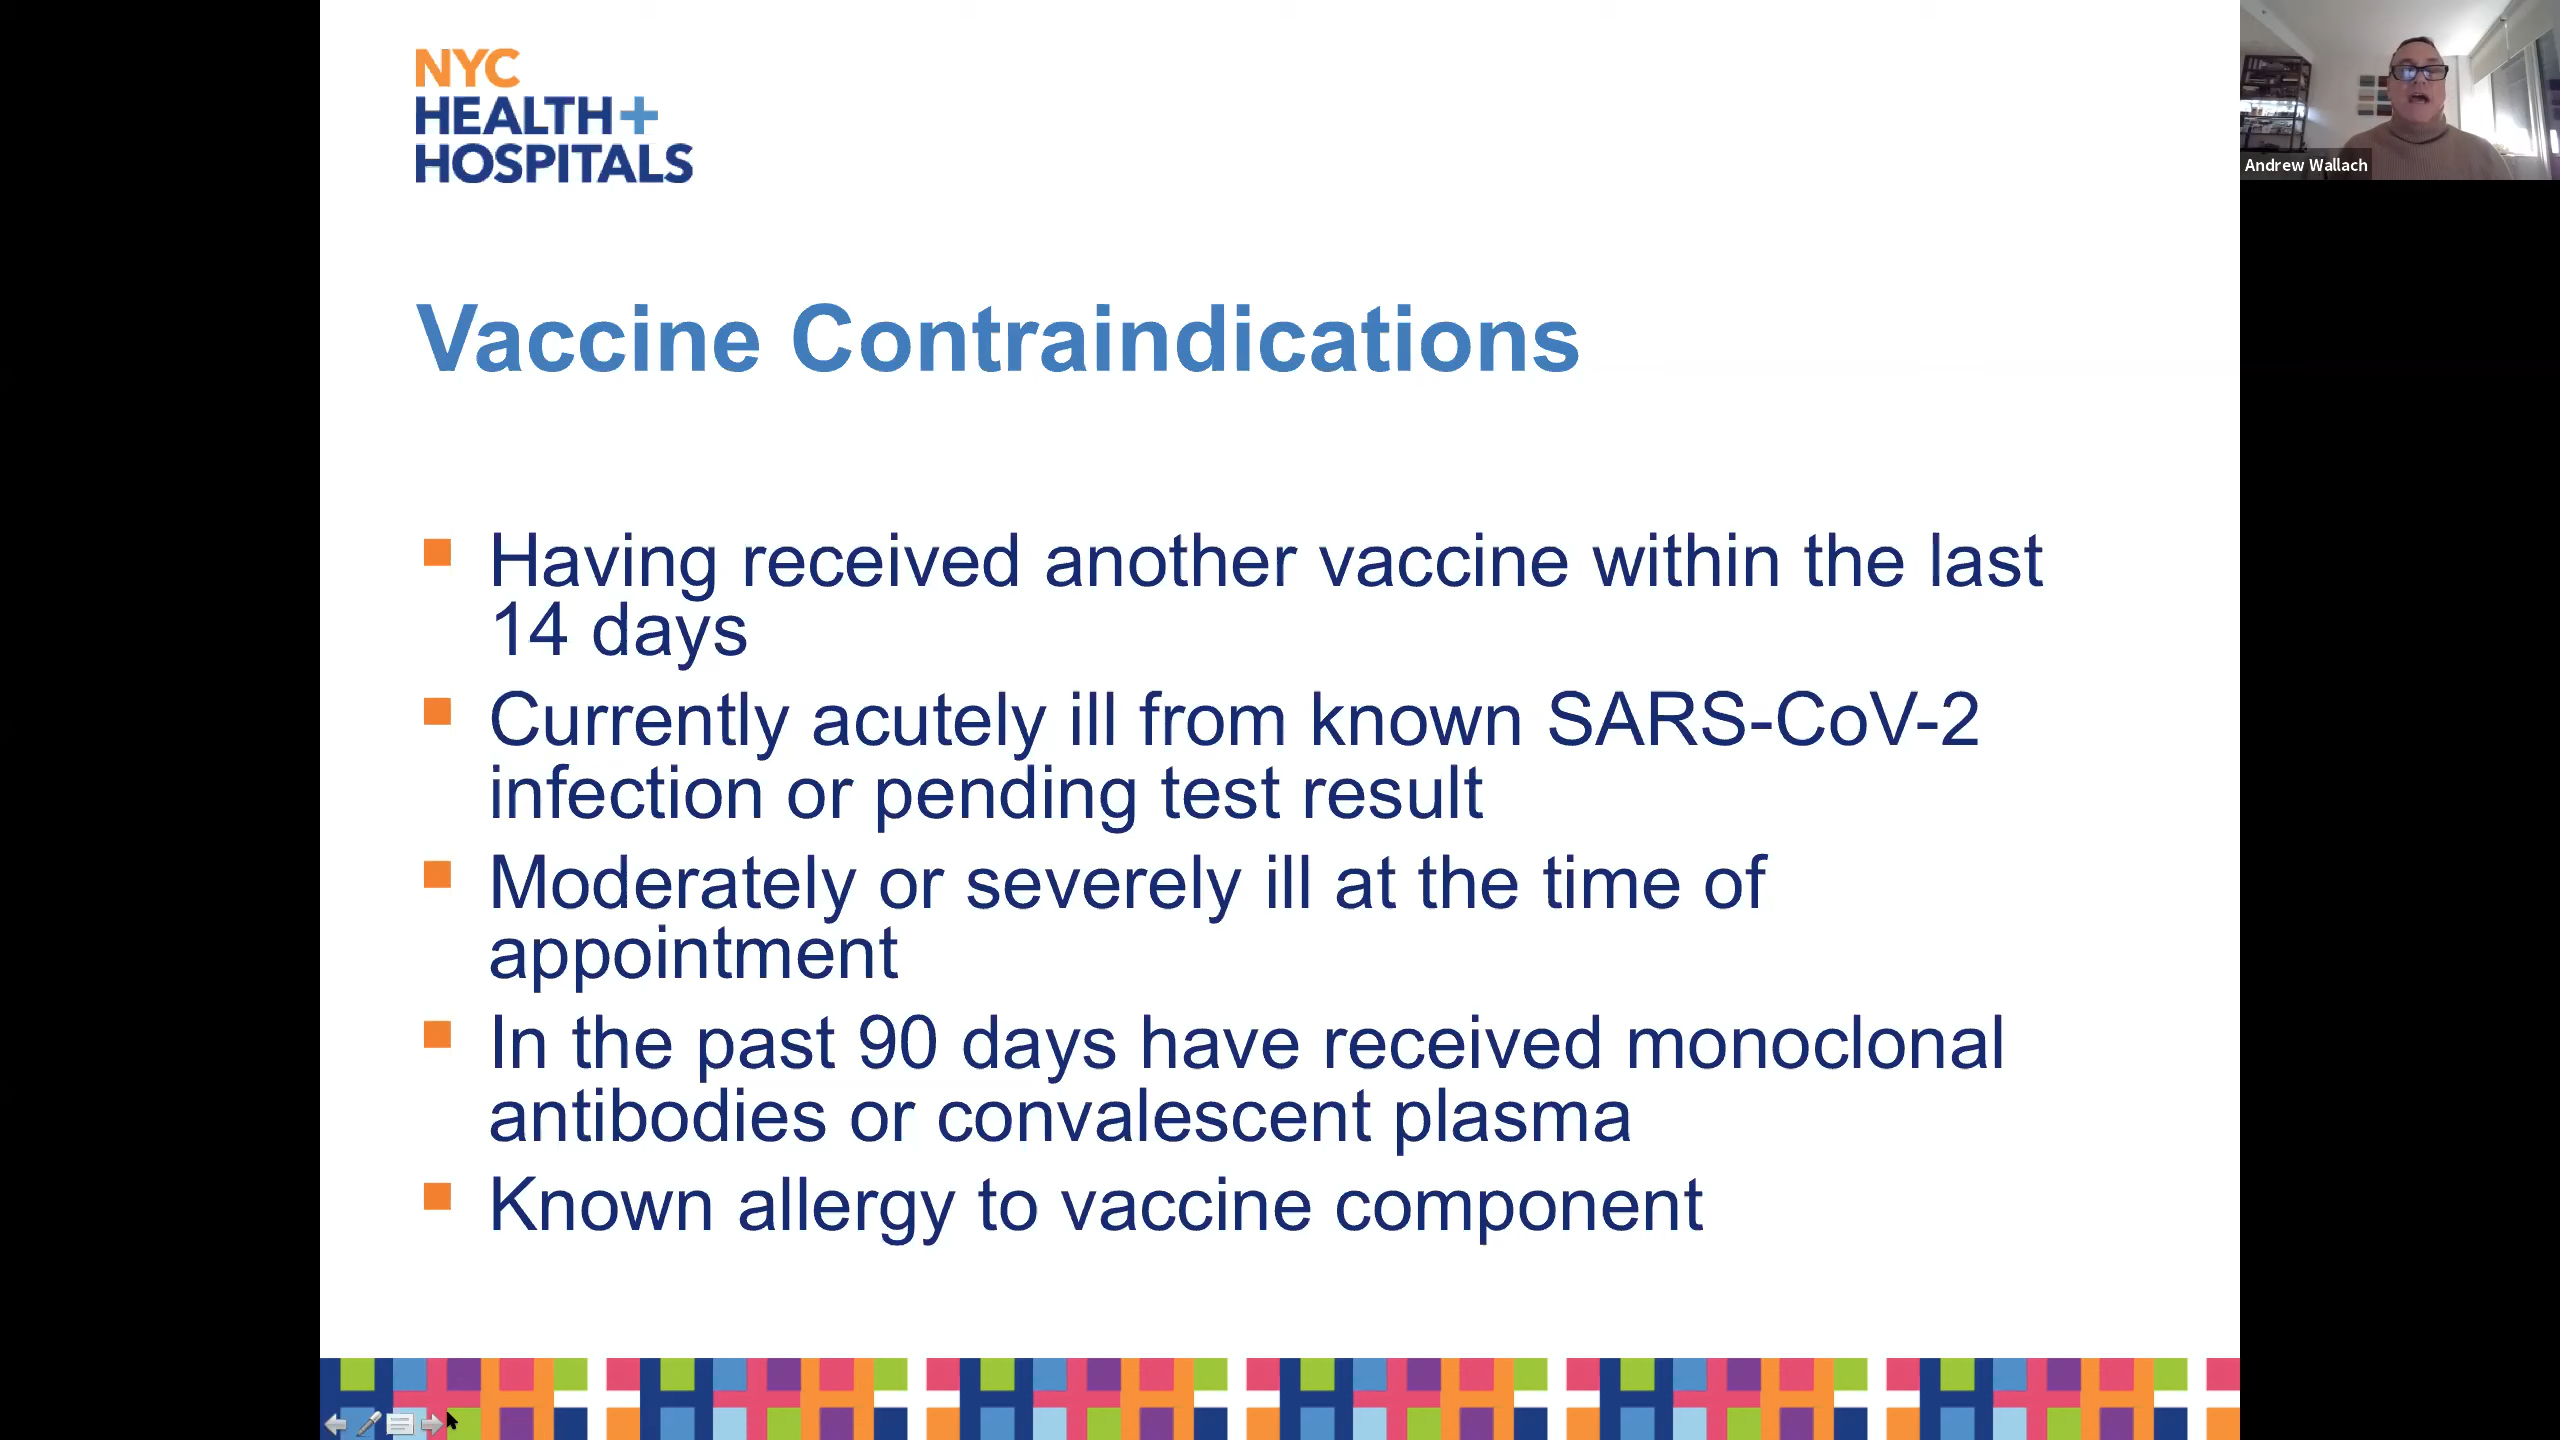 NYC
HEALTH+
HOSPITALS
Andrew Wallach
Vaccine Contraindications
Having received another vaccine within the last
14 days
Currently acutely ill from known SARS-CoV-2
infection or pending test result
Moderately or severely ill at the time of
appointment
In the past 90 days have received monoclonal
antibodies or convalescent plasma
Known allergy to vaccine component